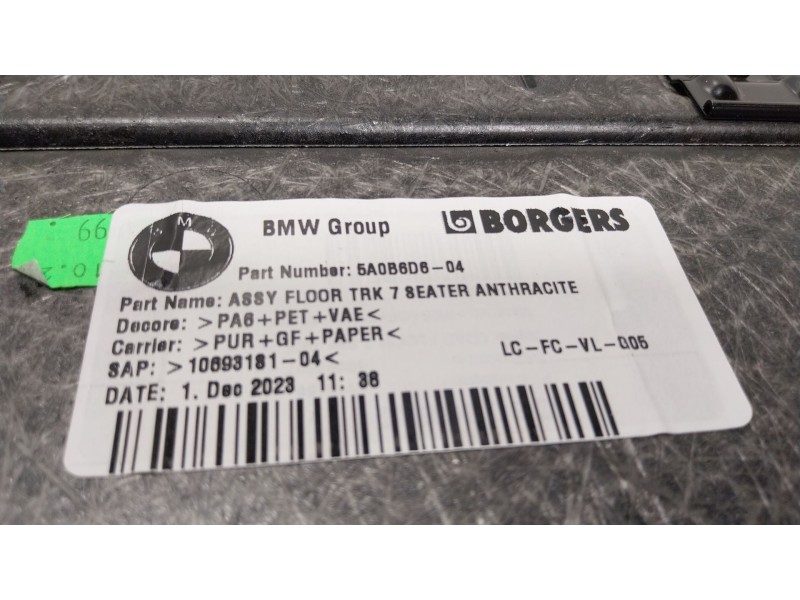 BMW
BMW Group
BORGERS
Part Number: 5A0B6D6-04
Part Name: ASSY FLOOR TRK 7 SEATER ANTHRACITE
Decore: >PA6+PET+VAE<
Carrier: >PUR+GF+PAPER<
LC-FC-VL-005
SAP: >10693181-04<
DATE: 1. Dec 2023 11: 38